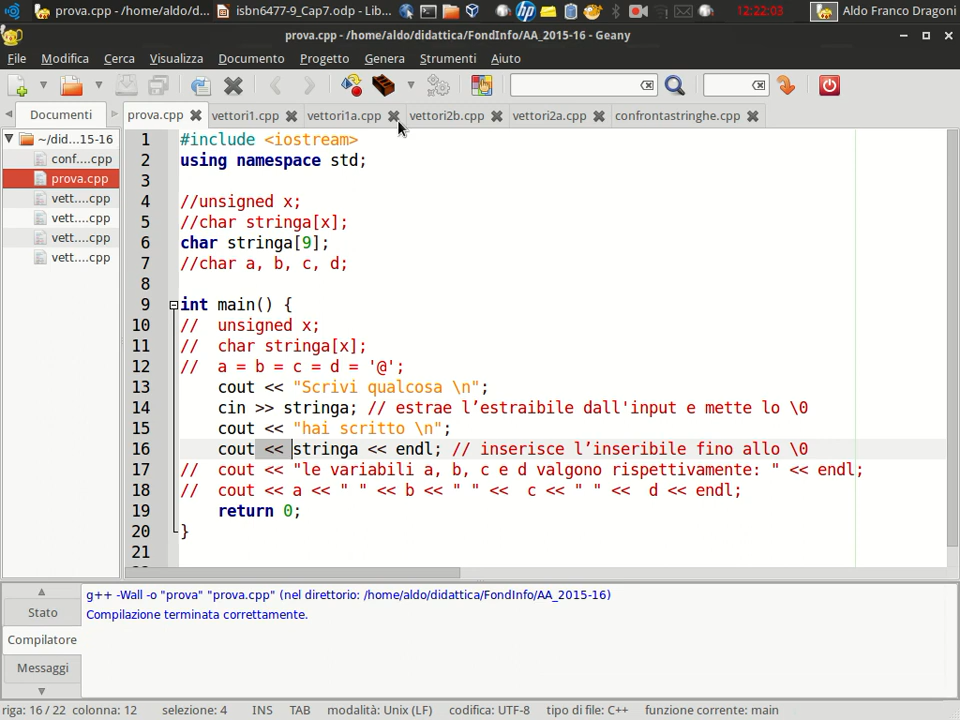 prova.cpp - /home/aldo/d... isbn6477-9_Cap7.odp - Lib... 12:22:03 Aldo Franco Dragoni
prova.cpp - /home/aldo/didattica/FondInfo/AA_2015-16 - Geany
File Modifica Cerca Visualizza Documento Progetto Genera Strumenti Aiuto
Documenti prova.cpp vettori1.cpp vettori1a.cpp vettori2b.cpp vettori2a.cpp confrontastringhe.cpp
~/did...15-16
conf....cpp
prova.cpp
vett....cpp
vett....cpp
vett....cpp
vett....cpp
1 #include <iostream>
2 using namespace std;
3
4 //unsigned x;
5 //char stringa[x];
6 char stringa[9];
7 //char a, b, c, d;
8
9 int main() {
10 //  unsigned x;
11 //  char stringa[x];
12 //  a = b = c = d = '@';
13     cout << "Scrivi qualcosa \n";
14     cin >> stringa; // estrae l’estraibile dall'input e mette lo \0
15     cout << "hai scritto \n";
16     cout << stringa << endl; // inserisce l’inseribile fino allo \0
17 //  cout << "le variabili a, b, c e d valgono rispettivamente: " << endl;
18 //  cout << a << " " << b << " " <<  c << " " <<  d << endl;
19     return 0;
20 }
21
Stato
Compilatore
Messaggi
g++ -Wall -o "prova" "prova.cpp" (nel direttorio: /home/aldo/didattica/FondInfo/AA_2015-16)
Compilazione terminata correttamente.
riga: 16 / 22 colonna: 12 selezione: 4 INS TAB modalità: Unix (LF) codifica: UTF-8 tipo di file: C++ funzione corrente: main